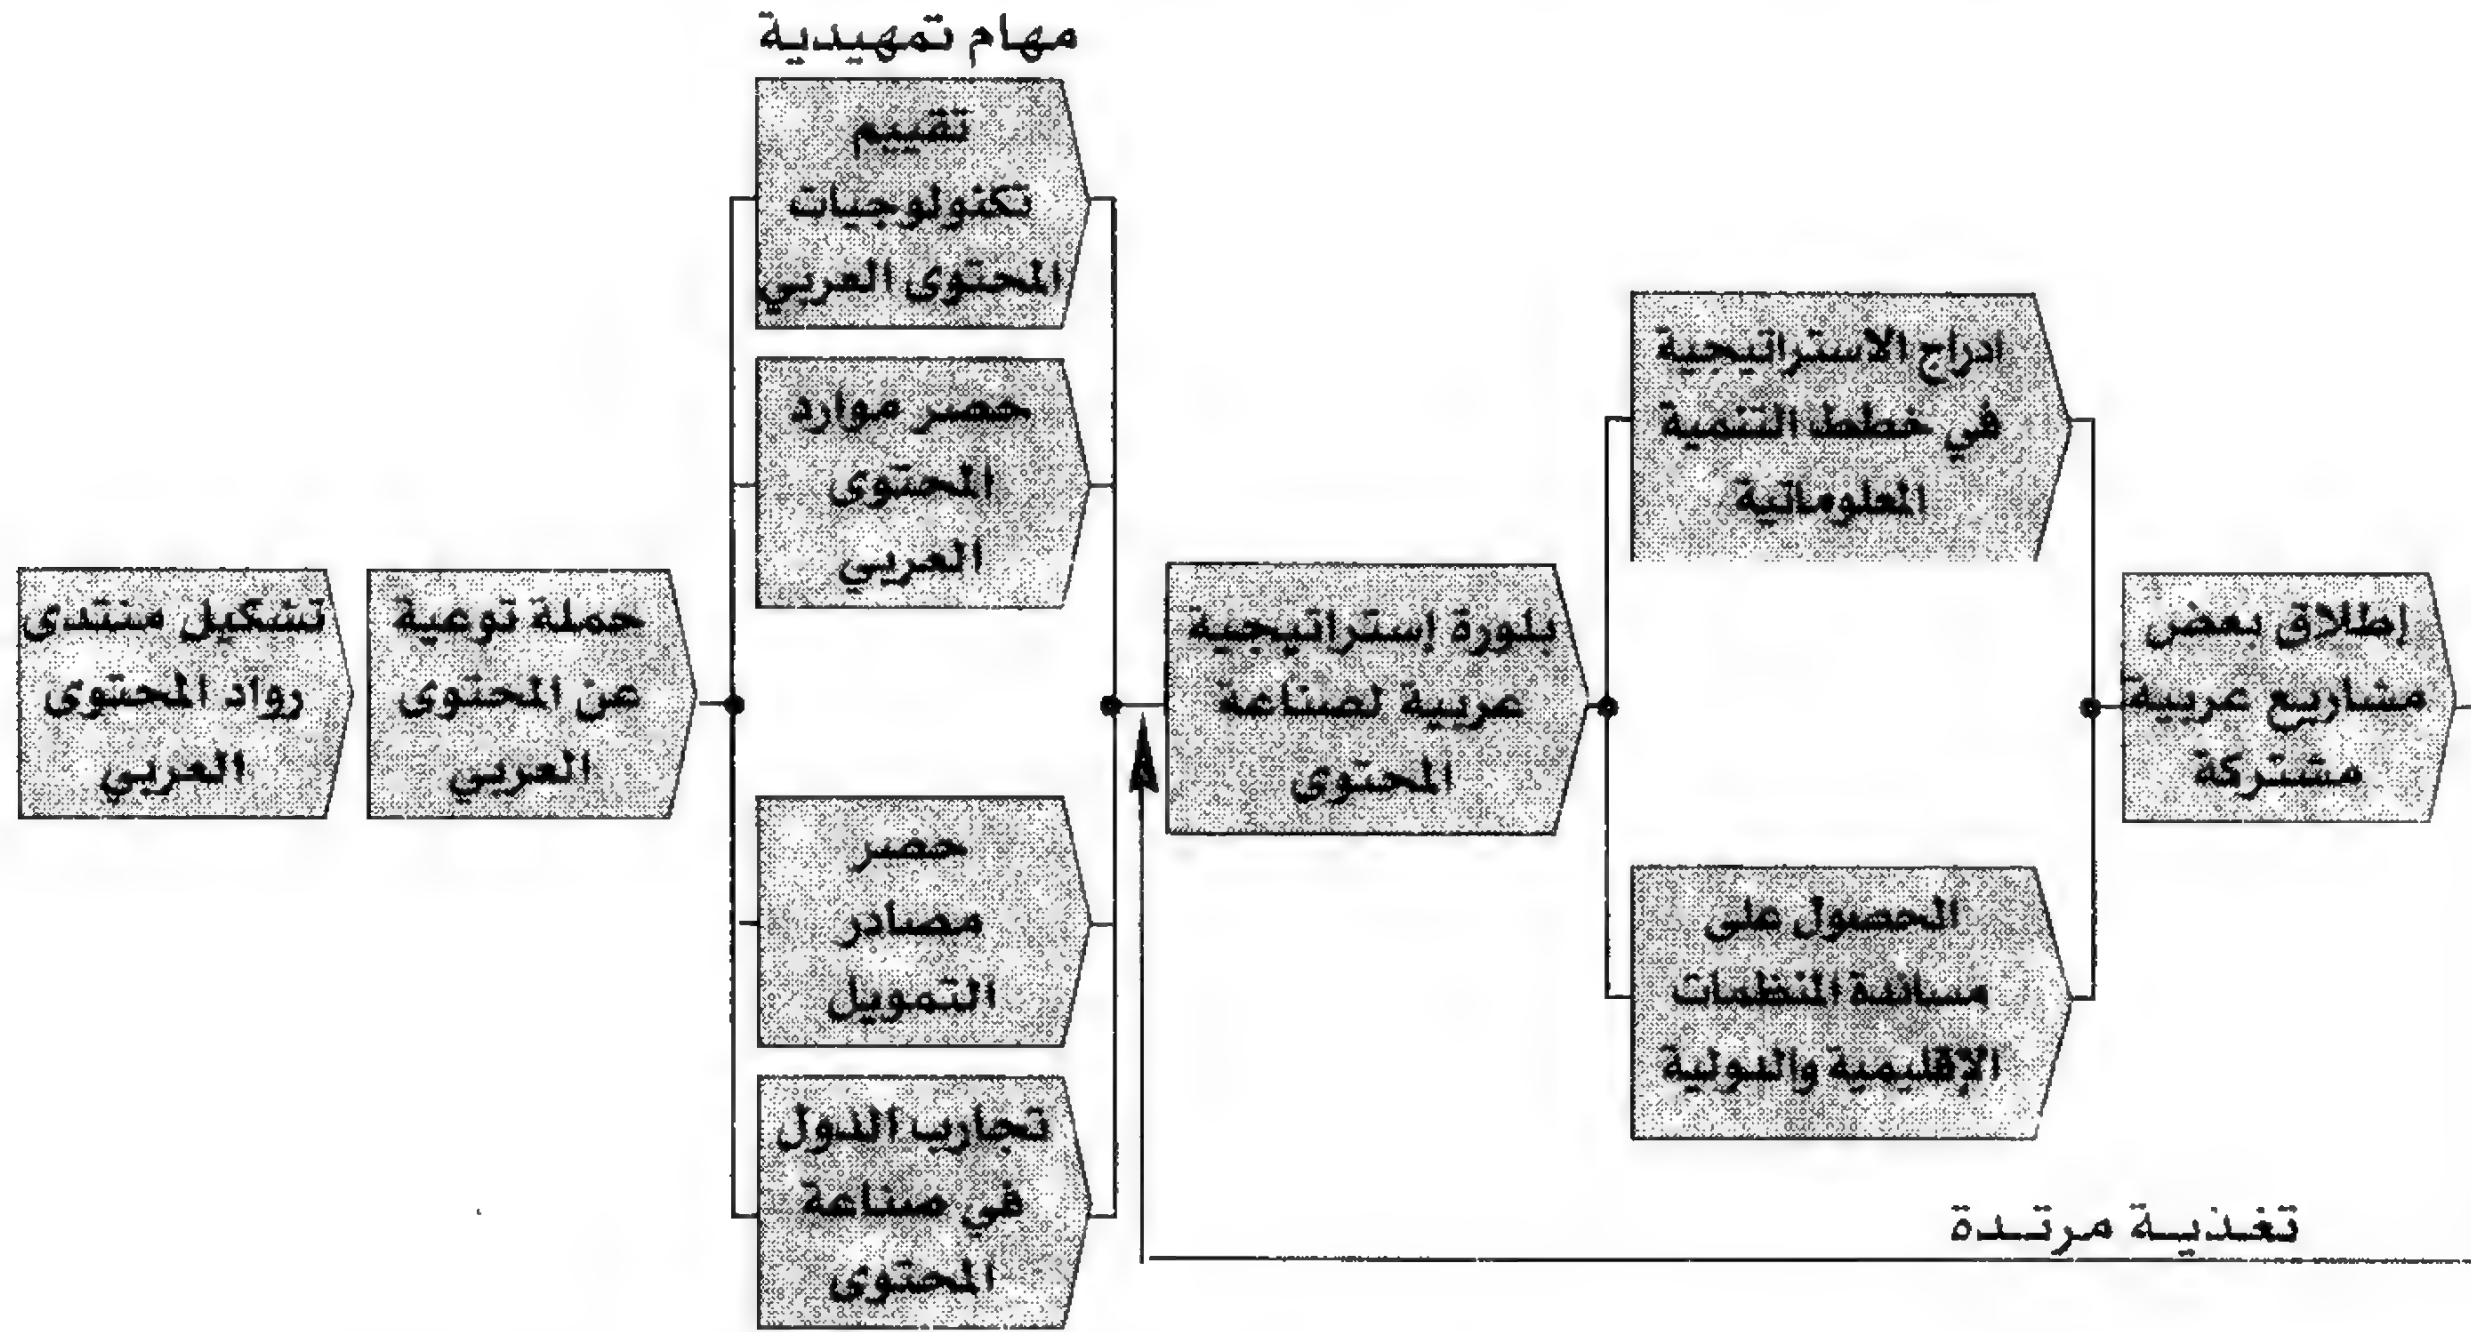 مهام تمهيدية
تقييم
تكنولوجيات
المحتوى العربي
حصر موارد
المحتوى
العربي
تشكيل منتدى
رواد المحتوى
العربي
حملة توعية
عن المحتوى
العربي
حصر
مصادر
التمويل
تجارب الدول
في صناعة
المحتوى
بلورة إستراتيجية
عربية لصناعة
المحتوى
ادراج الاستراتيجية
في خطط التنمية
المعلوماتية
الحصول على
مساندة المنظمات
الإقليمية والدولية
إطلاق بعض
مشاريع عربية
مشتركة
تغذية مرتدة